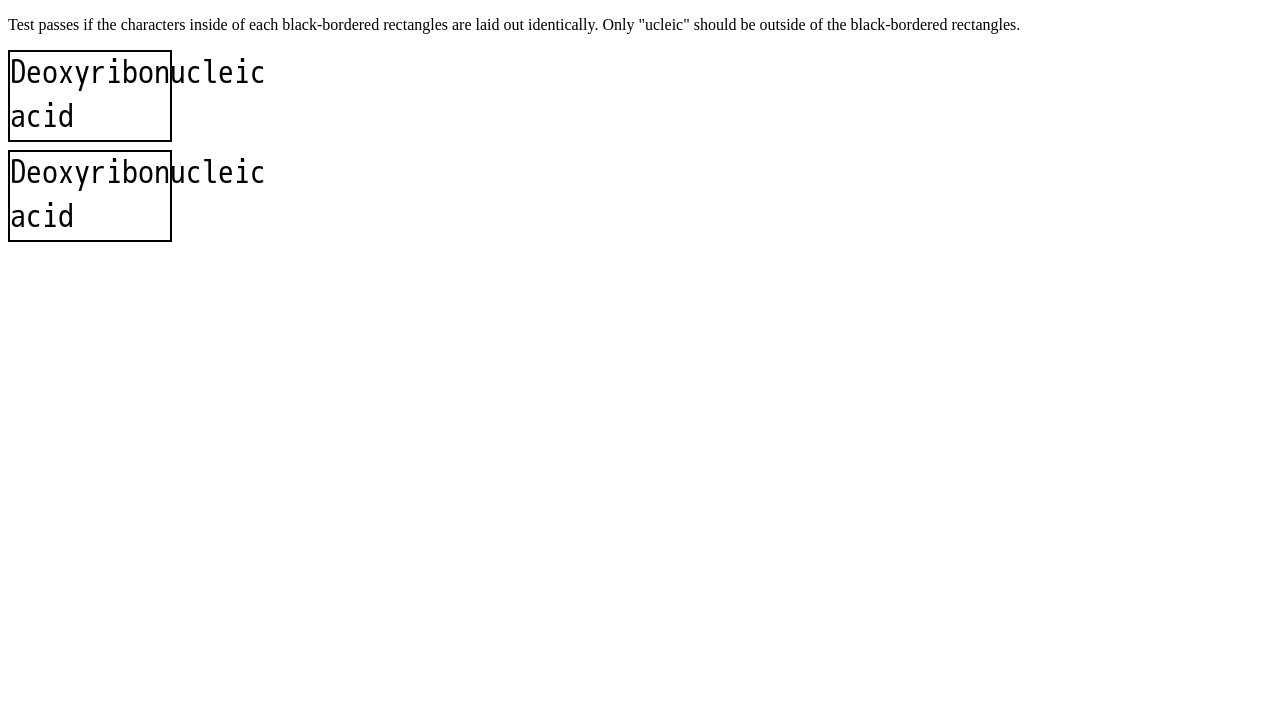 Test passes if the characters inside of each black-bordered rectangles are laid out identically. Only "ucleic" should be outside of the black-bordered rectangles.
Deoxyribonucleic
acid
Deoxyribonucleic
acid